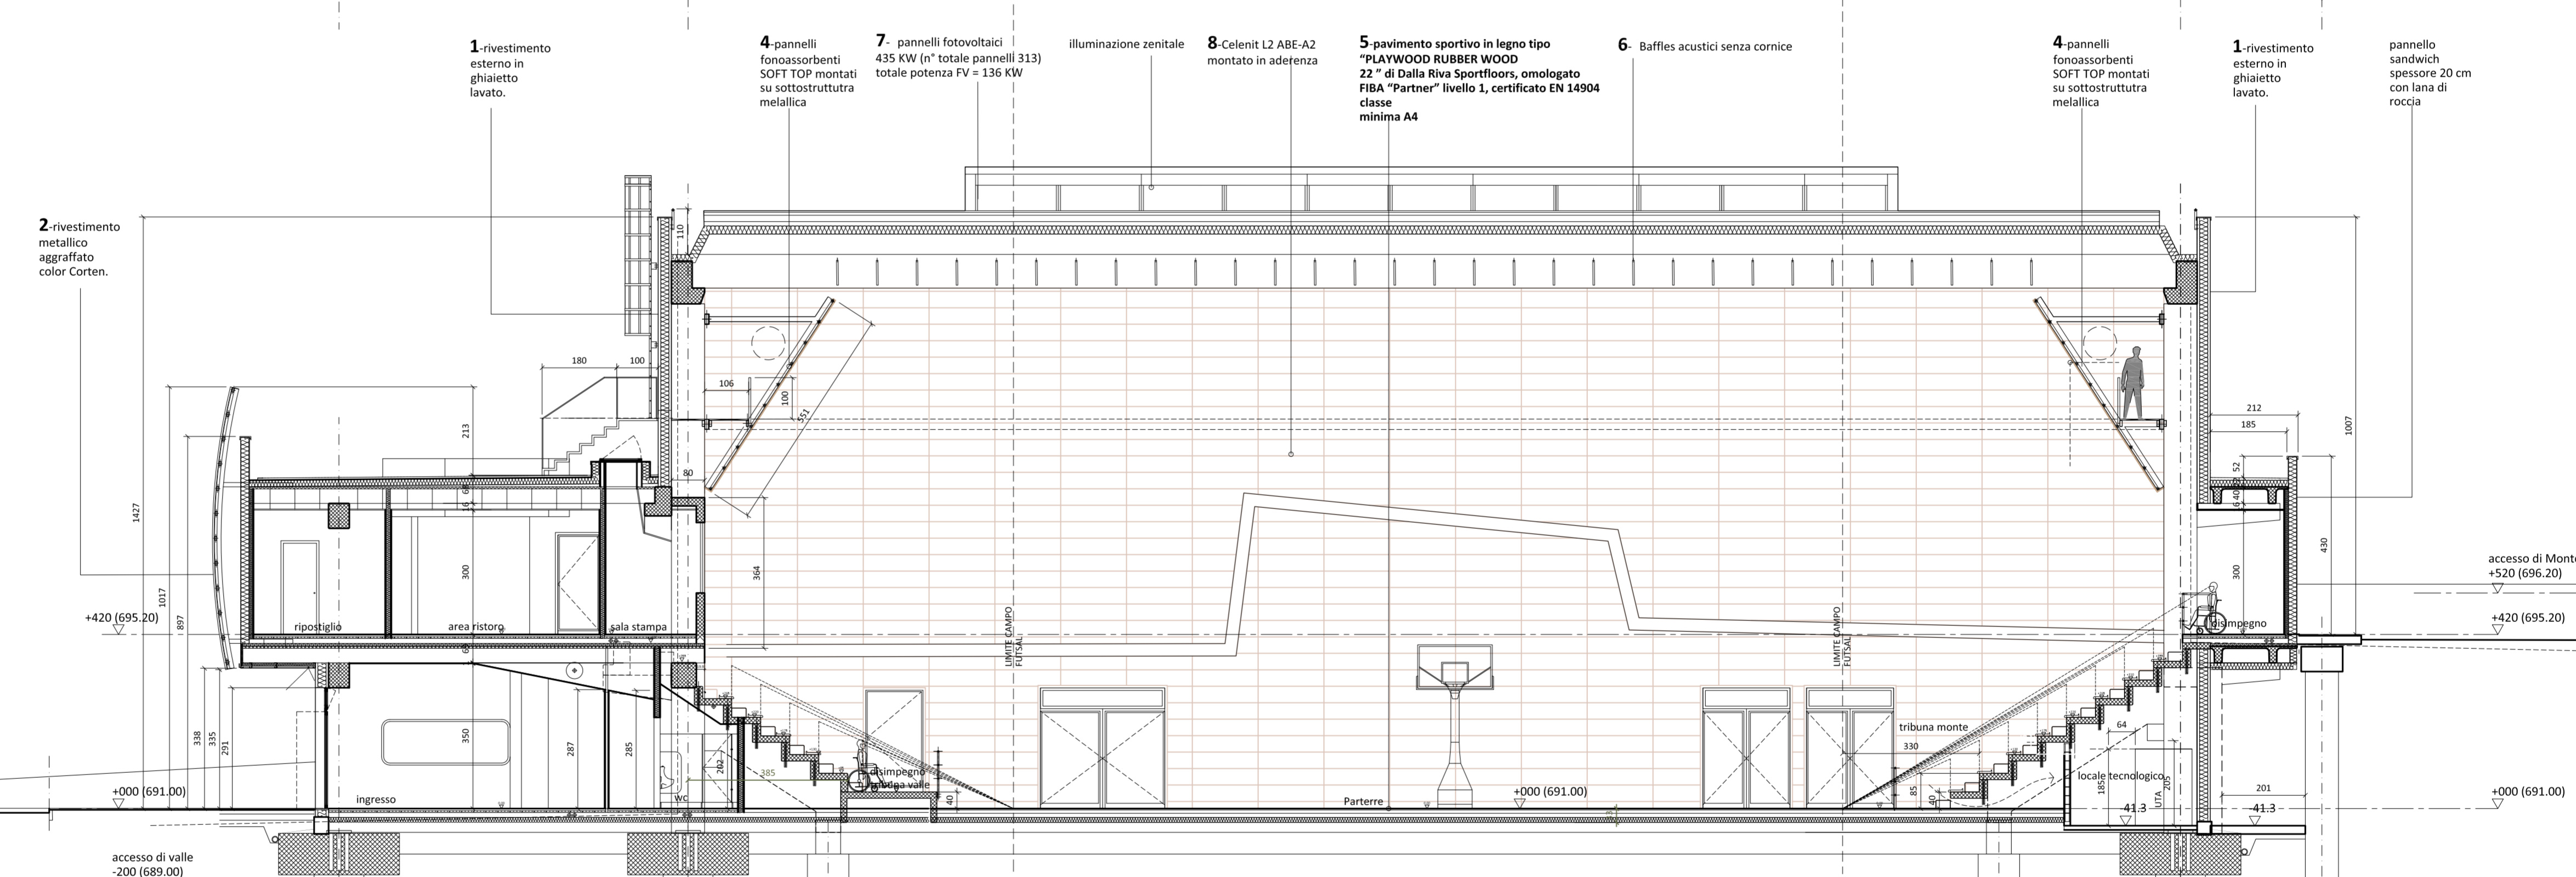 1-rivestimento
esterno in
ghiaietto
lavato.
4-pannelli
fonoassorbenti
SOFT TOP montati
su sottostruttutra
melallica
7- pannelli fotovoltaici
435 KW (n° totale pannelli 313)
totale potenza FV = 136 KW
illuminazione zenitale
8-Celenit L2 ABE-A2
montato in aderenza
5-pavimento sportivo in legno tipo
“PLAYWOOD RUBBER WOOD
22 ” di Dalla Riva Sportfloors, omologato
FIBA “Partner” livello 1, certificato EN 14904
classe
minima A4
6- Baffles acustici senza cornice
4-pannelli
fonoassorbenti
SOFT TOP montati
su sottostruttutra
melallica
1-rivestimento
esterno in
ghiaietto
lavato.
pannello
sandwich
spessore 20 cm
con lana di
roccia
2-rivestimento
metallico
aggraffato
color Corten.
110
180
100
106
100
551
80
213
1427
1017
897
300
364
212
185
52
1007
430
300
accesso di Monte
+520 (696.20)
+420 (695.20)
+420 (695.20)
ripostiglio
area ristoro
sala stampa
disimpegno
LIMITE CAMPO
FUTSAL
LIMITE CAMPO
FUTSAL
338
335
291
350
287
285
202
385
disimpegno
40
tribuna monte
330
85
40
64
locale tecnologico
185
UTA
205
201
-41.3
-41.3
+000 (691.00)
ingresso
wc
Parterre
+000 (691.00)
+000 (691.00)
accesso di valle
-200 (689.00)